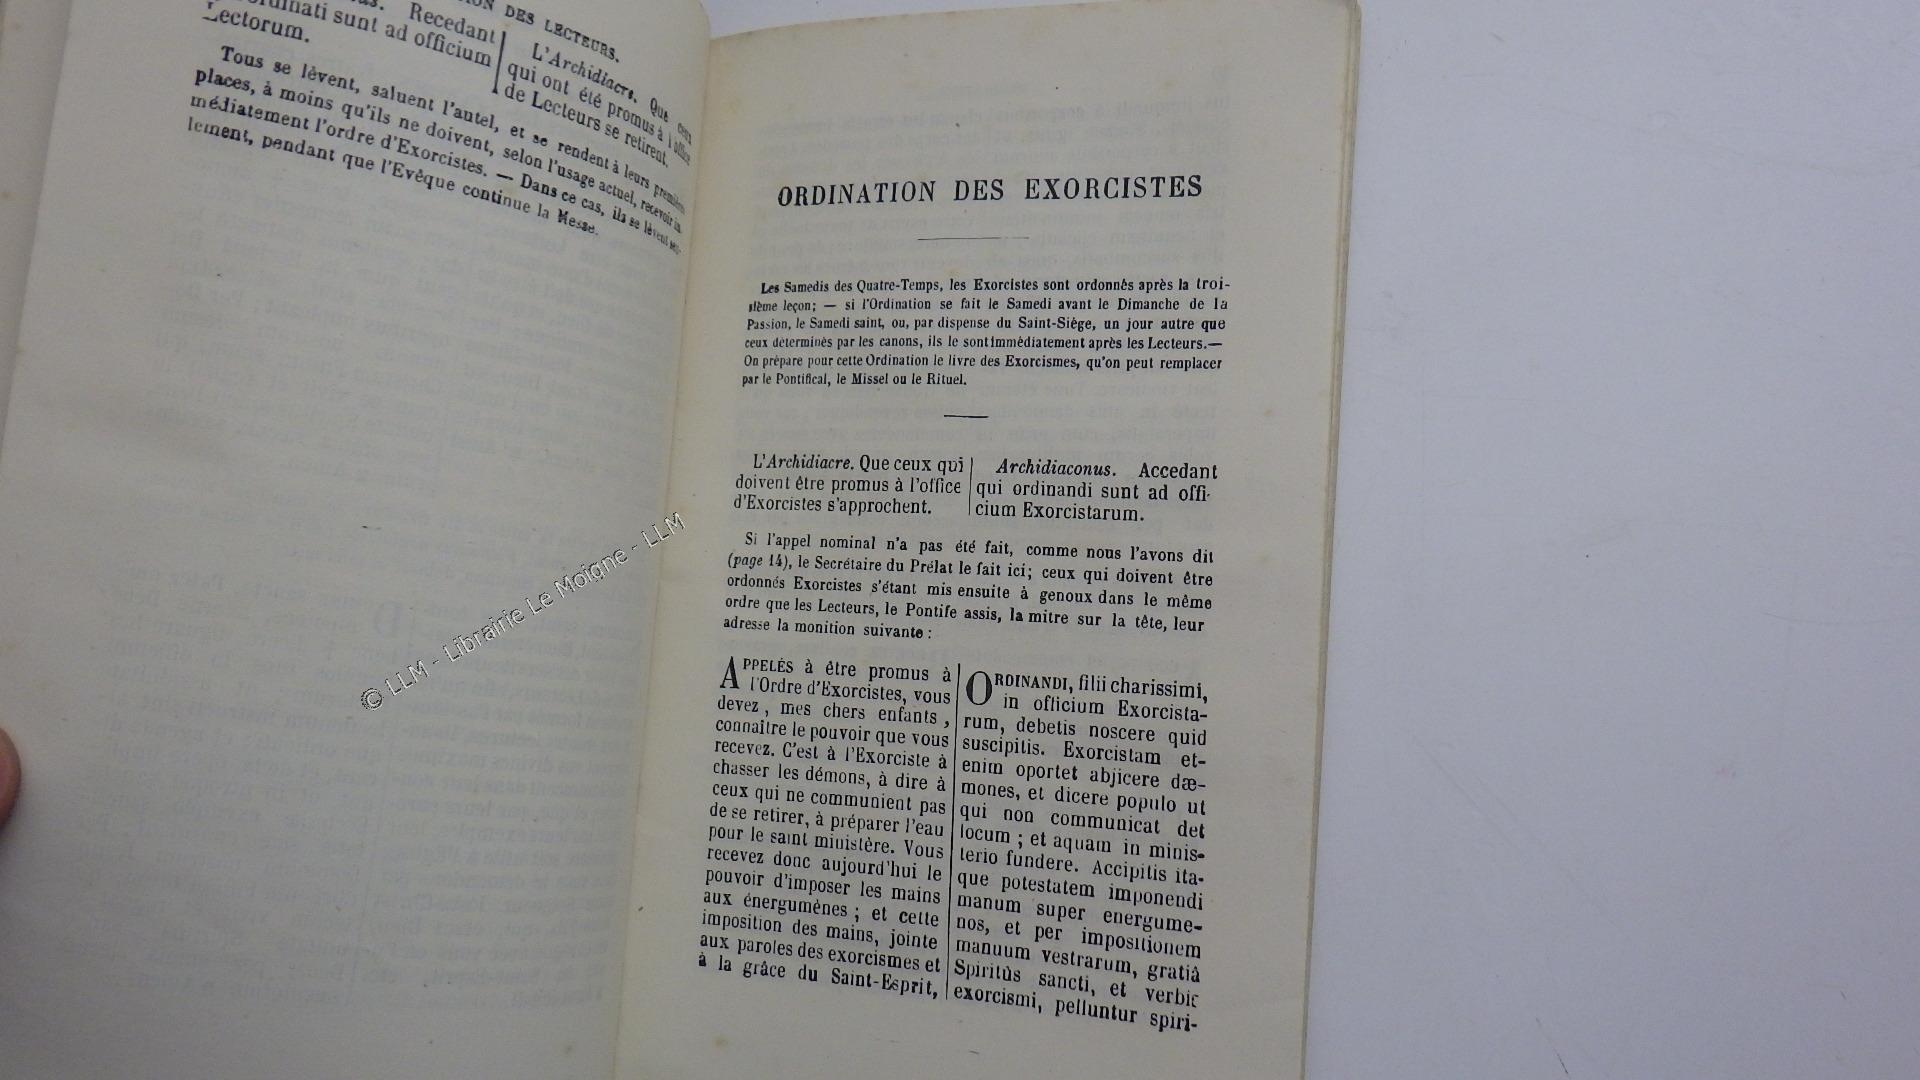 ION DES LECTEURS.
Recedant
ordinati sunt ad officium
Lectorum.
L'Archidiacre. Que ceux
qui ont été promus à l'office
de Lecteurs se retirent.
Tous se lèvent, saluent l'autel, et se rendent à leurs premières
places, à moins qu'ils ne doivent, selon l'usage actuel, recevoir im-
médiatement l'ordre d'Exorcistes. — Dans ce cas, ils se lèvent seu-
lement, pendant que l'Evêque continue la Messe.
ORDINATION DES EXORCISTES
Les Samedis des Quatre-Temps, les Exorcistes sont ordonnés après la troi-
sième leçon; — si l'Ordination se fait le Samedi avant le Dimanche de la
Passion, le Samedi saint, ou, par dispense du Saint-Siège, un jour autre que
ceux déterminés par les canons, ils le sont immédiatement après les Lecteurs.—
On prépare pour cette Ordination le livre des Exorcismes, qu'on peut remplacer
par le Pontifical, le Missel ou le Rituel.
L'Archidiacre. Que ceux qui
doivent être promus à l'office
d'Exorcistes s'approchent.
Archidiaconus. Accedant
qui ordinandi sunt ad offi-
cium Exorcistarum.
Si l'appel nominal n'a pas été fait, comme nous l'avons dit
(page 14), le Secrétaire du Prélat le fait ici; ceux qui doivent être
ordonnés Exorcistes s'étant mis ensuite à genoux dans le même
ordre que les Lecteurs, le Pontife assis, la mitre sur la tête, leur
adresse la monition suivante :
APPELÉS à être promus à
l'Ordre d'Exorcistes, vous
devez, mes chers enfants,
connaître le pouvoir que vous
recevez. C'est à l'Exorciste à
chasser les démons, à dire à
ceux qui ne communient pas
de se retirer, à préparer l'eau
pour le saint ministère. Vous
recevez donc aujourd'hui le
pouvoir d'imposer les mains
aux énergumènes; et cette
imposition des mains, jointe
aux paroles des exorcismes et
à la grâce du Saint-Esprit,
ORDINANDI, filii charissimi,
in officium Exorcista-
rum, debetis noscere quid
suscipitis. Exorcistam et-
enim oportet abjicere dæ-
mones, et dicere populo ut
qui non communicat det
locum; et aquam in minis-
terio fundere. Accipitis ita-
que potestatem imponendi
manum super energume-
nos, et per impositionem
manuum vestrarum, gratiâ
Spiritûs sancti, et verbis
exorcismi, pelluntur spiri-
© LLM - Librairie Le Moigne - LLM